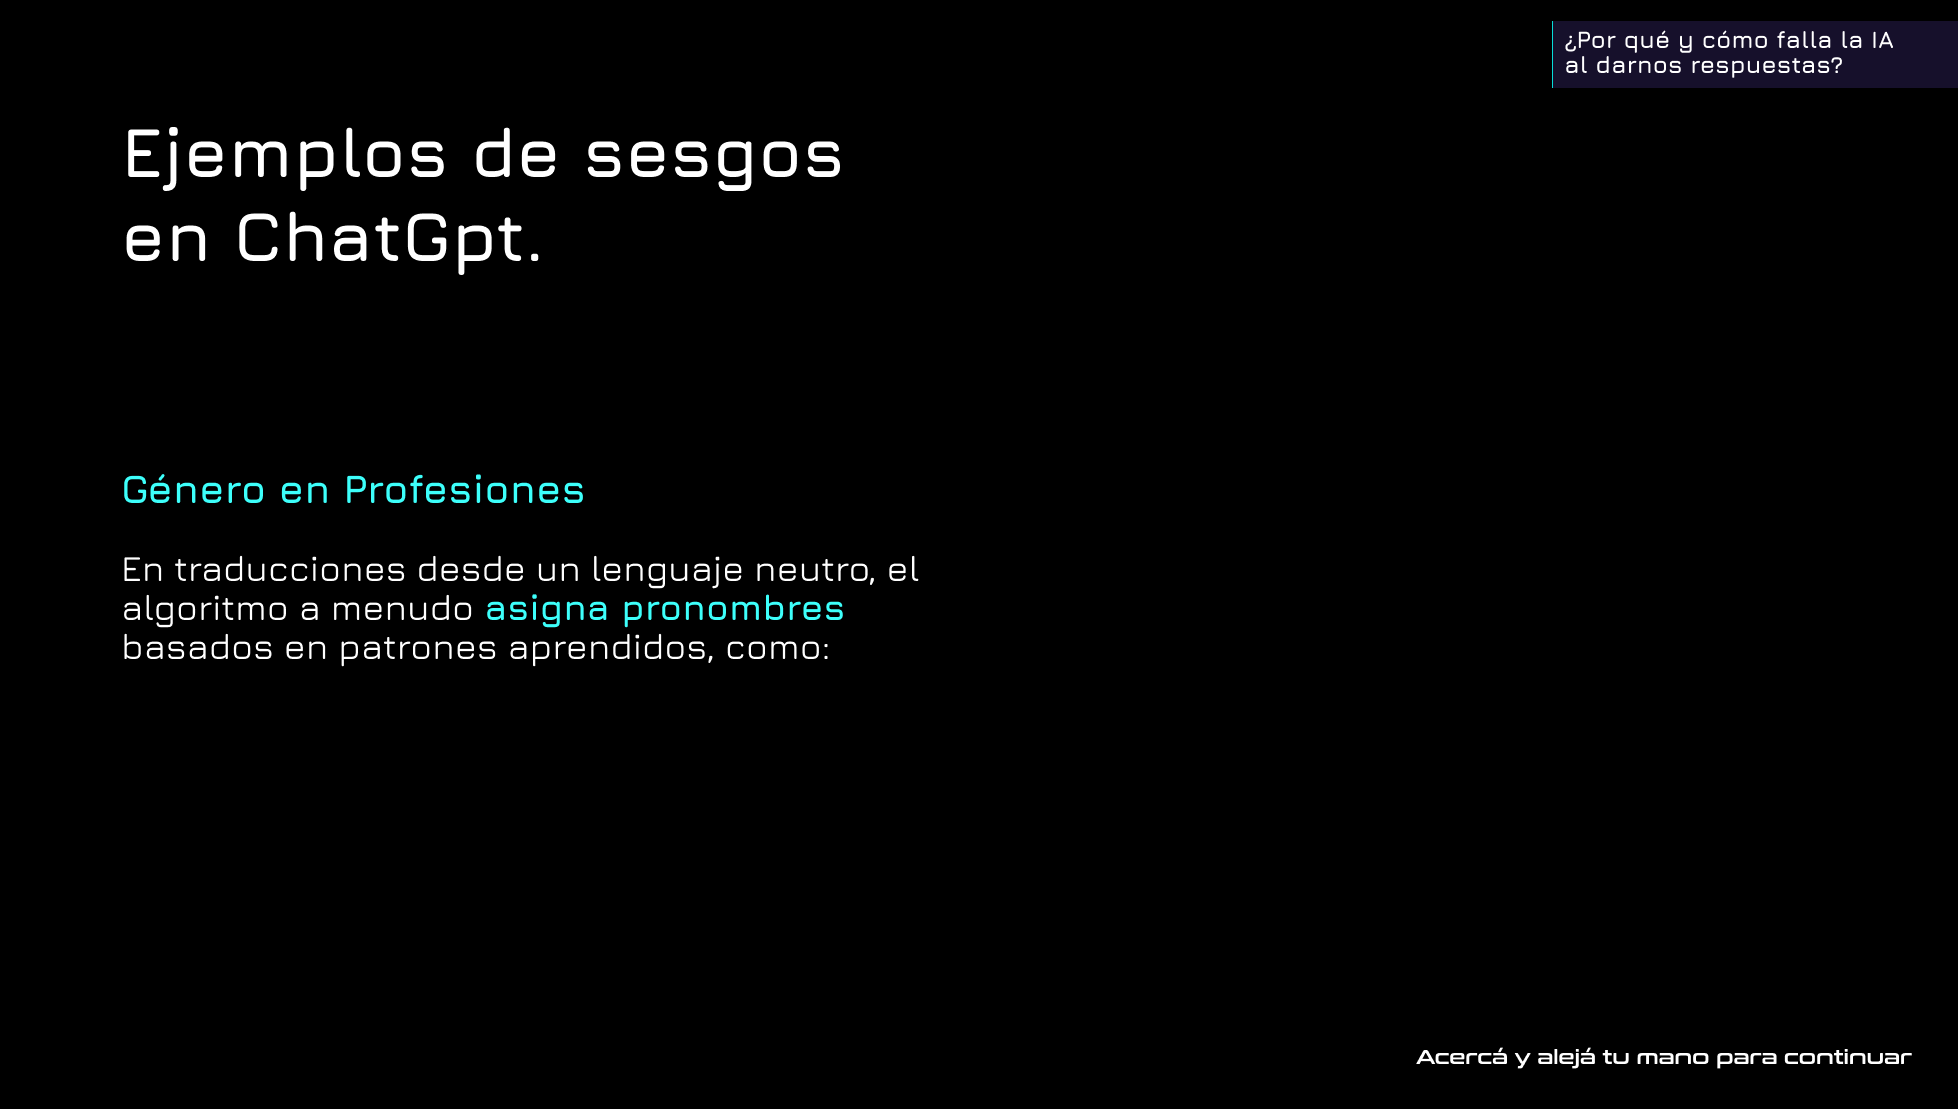 ¿Por qué y cómo falla la IA
al darnos respuestas?
Ejemplos de sesgos
en ChatGpt.
Género en Profesiones
En traducciones desde un lenguaje neutro, el
algoritmo a menudo asigna pronombres
basados en patrones aprendidos, como:
Acercá y alejá tu mano para continuar